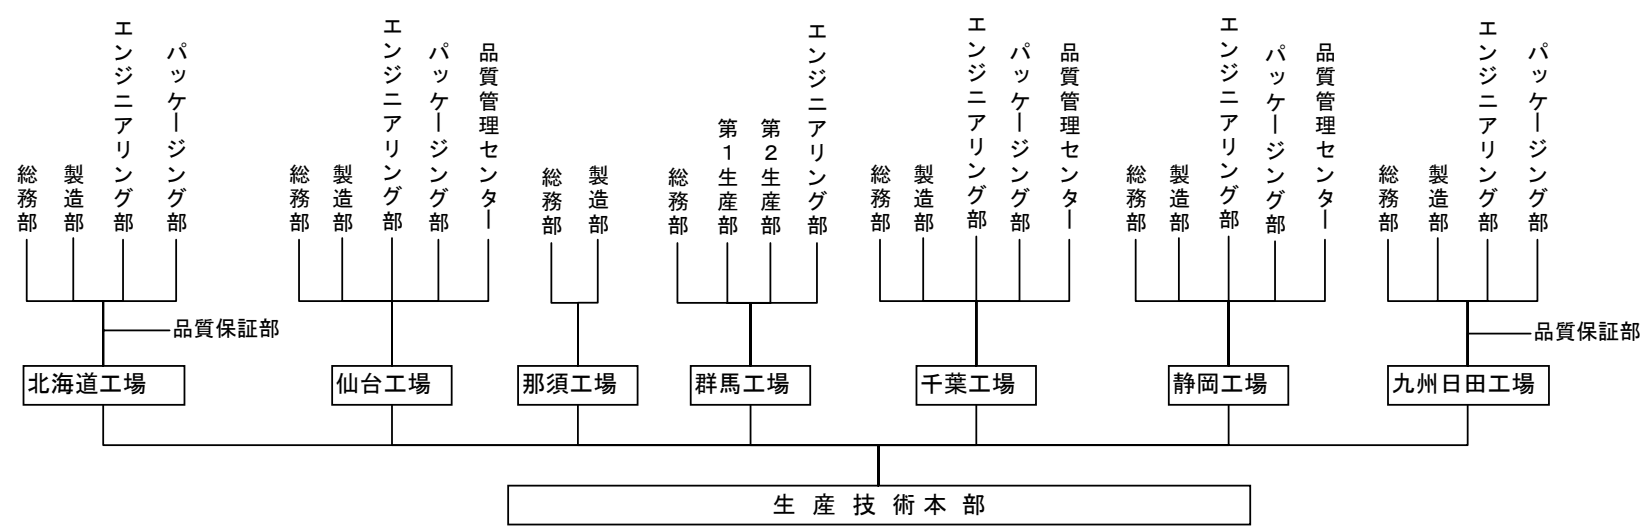 総務部
製造部
エンジニアリング部
パッケージング部
総務部
製造部
エンジニアリング部
パッケージング部
品質管理センター
総務部
製造部
総務部
第1生産部
第2生産部
エンジニアリング部
総務部
製造部
エンジニアリング部
パッケージング部
品質管理センター
総務部
製造部
エンジニアリング部
パッケージング部
品質管理センター
総務部
製造部
エンジニアリング部
パッケージング部
品質保証部
品質保証部
北海道工場
仙台工場
那須工場
群馬工場
千葉工場
静岡工場
九州日田工場
生産技術本部